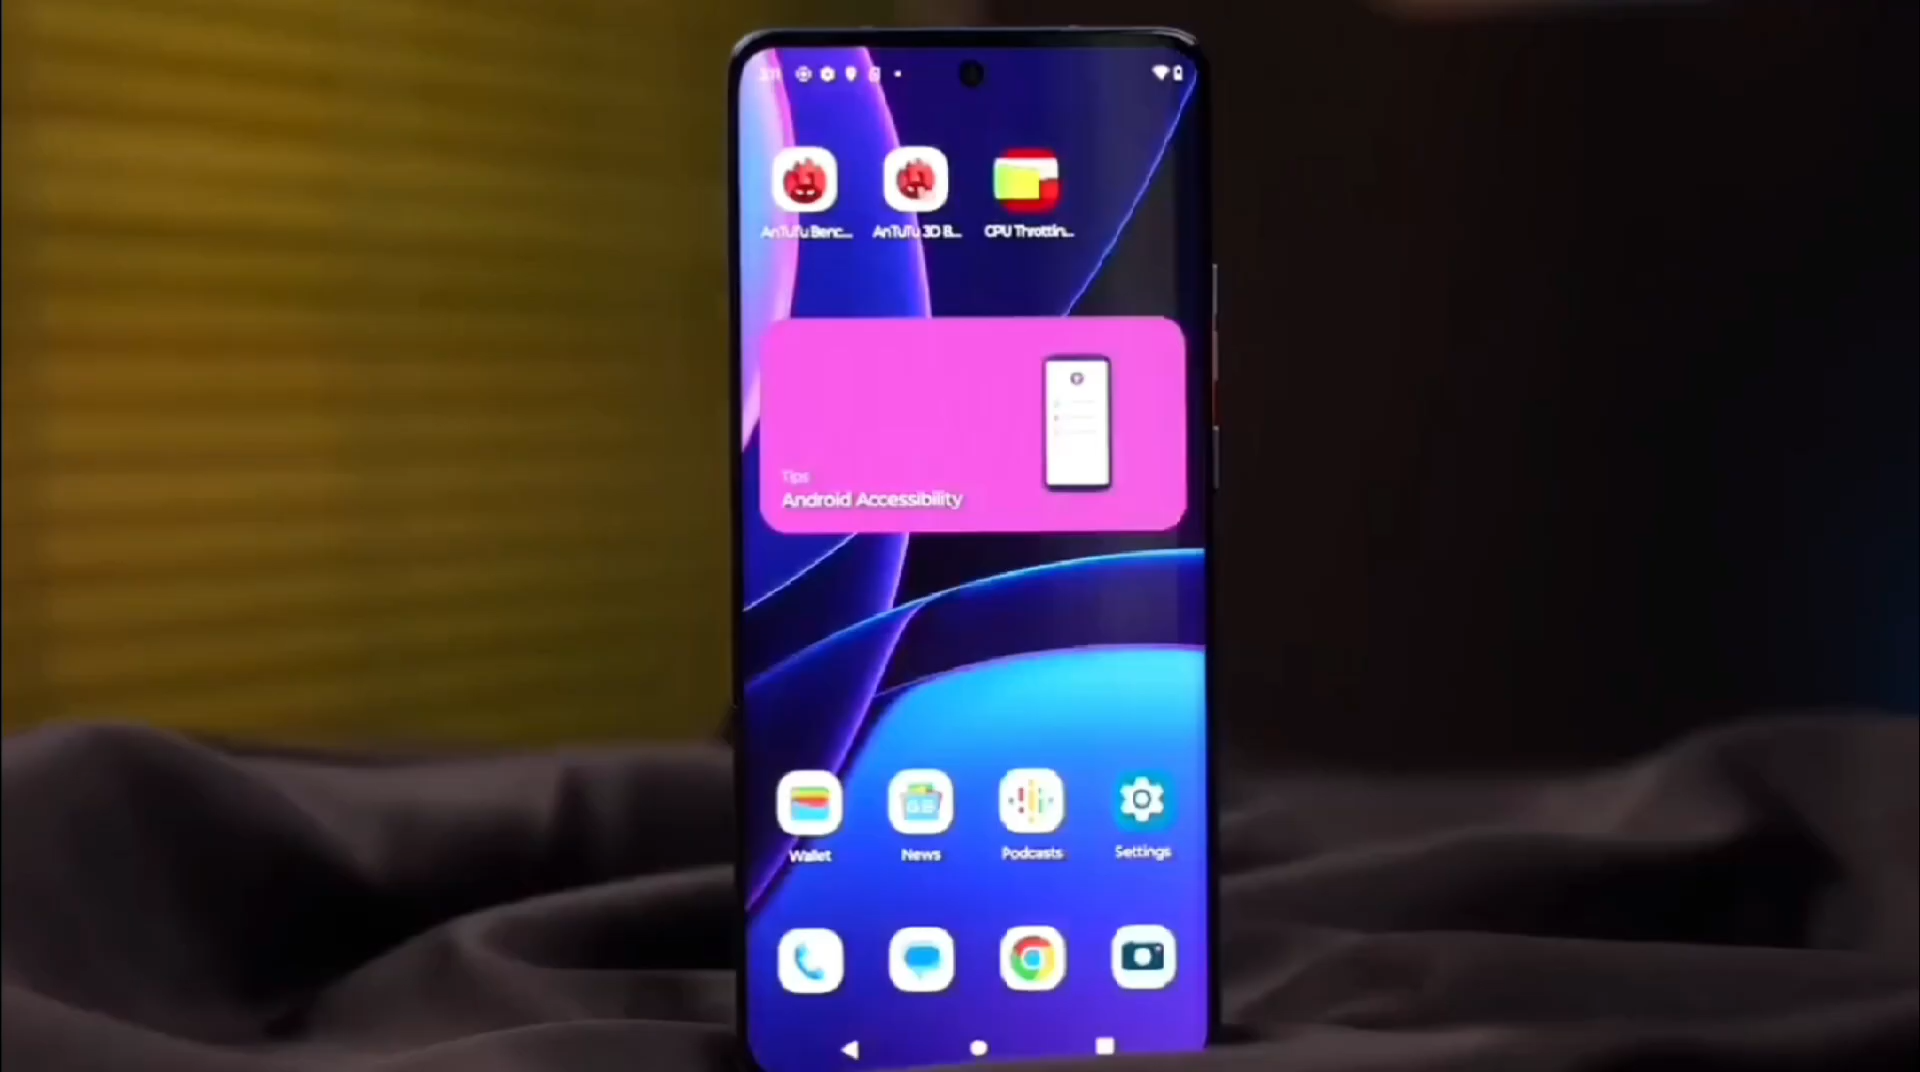 AnTuTu Benc...
AnTuTu 3D B...
CPU Throttlin...
Tips
Android Accessibility
Wallet
News
Podcasts
Settings